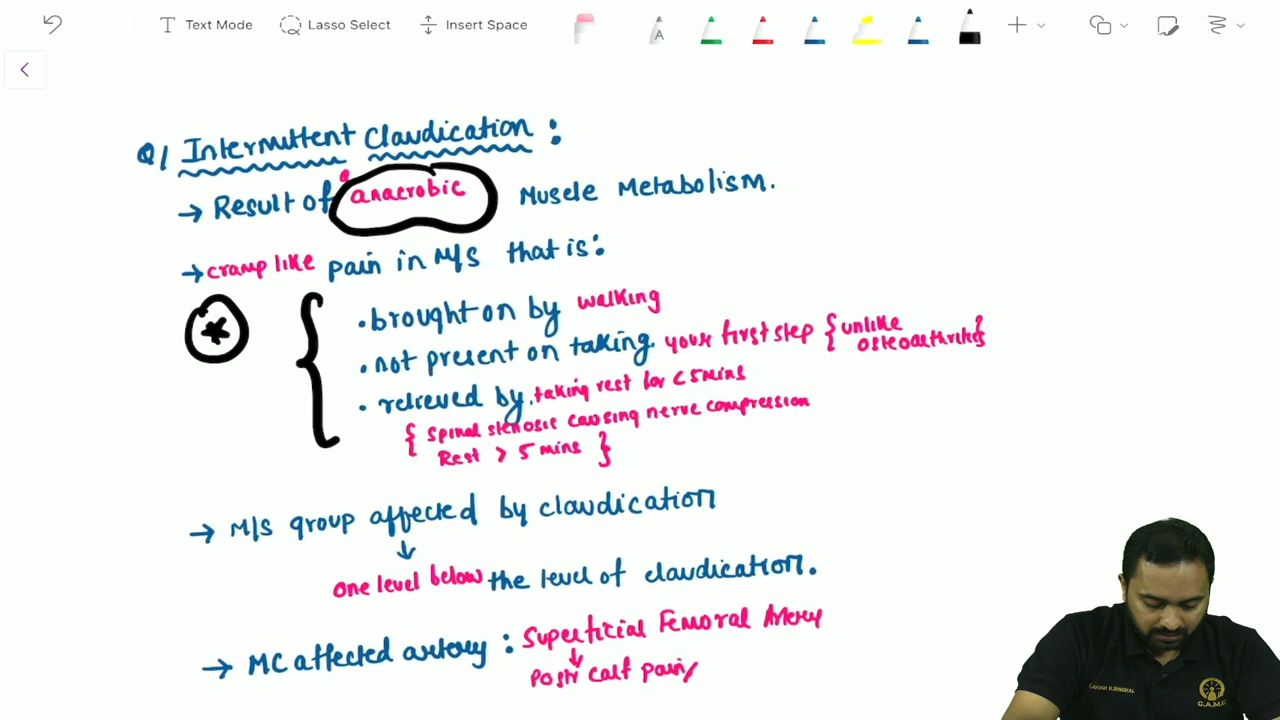 Text Mode Lasso Select Insert Space
A
Q1 Intermittent Claudication :
→ Result of anaerobic Muscle Metabolism.
→ cramp like pain in M/S that is:
* { • brought on by walking
• not present on taking your first step {unlike osteoarthritis}
• relieved by taking rest for <5mins
{ Spinal stenosis causing nerve compression
Rest > 5 mins }
→ M/S group affected by claudication
↓
one level below the level of claudication.
→ MC affected artery : Superficial Femoral Artery
↓
Postr calf pain
G.A.M.S